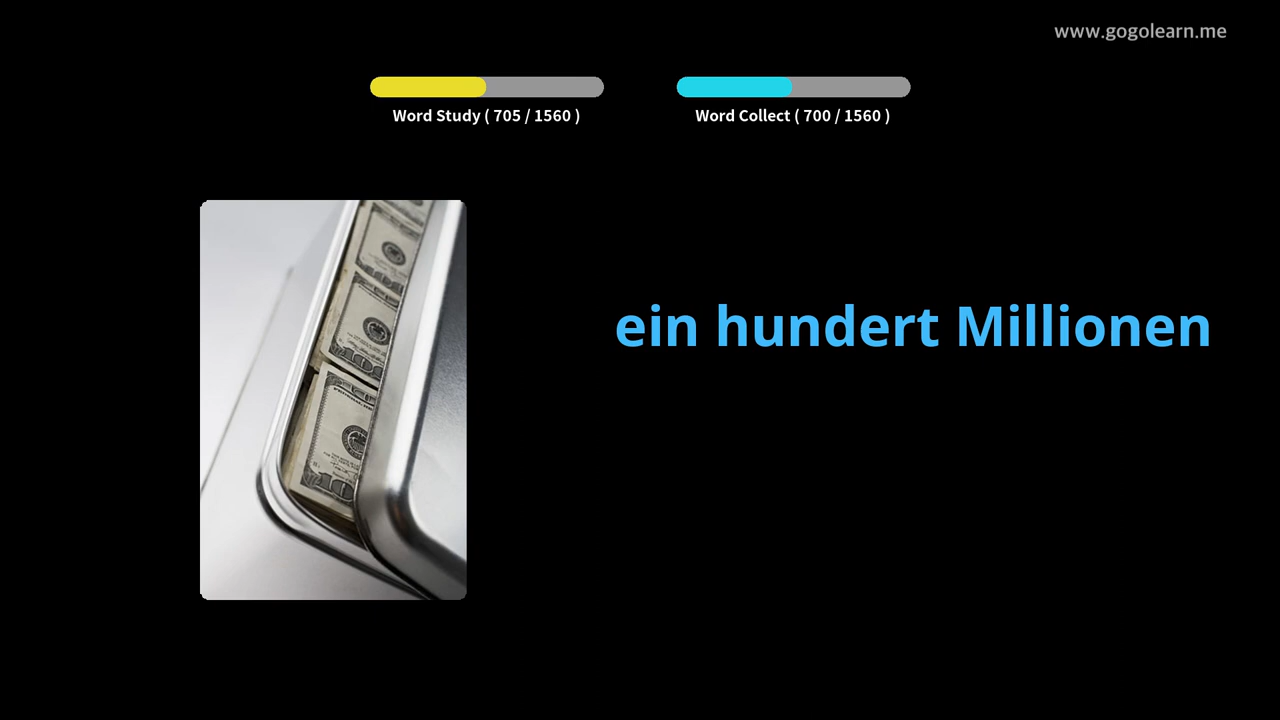 www.gogolearn.me
Word Study ( 705 / 1560 )
Word Collect ( 700 / 1560 )
ein hundert Millionen